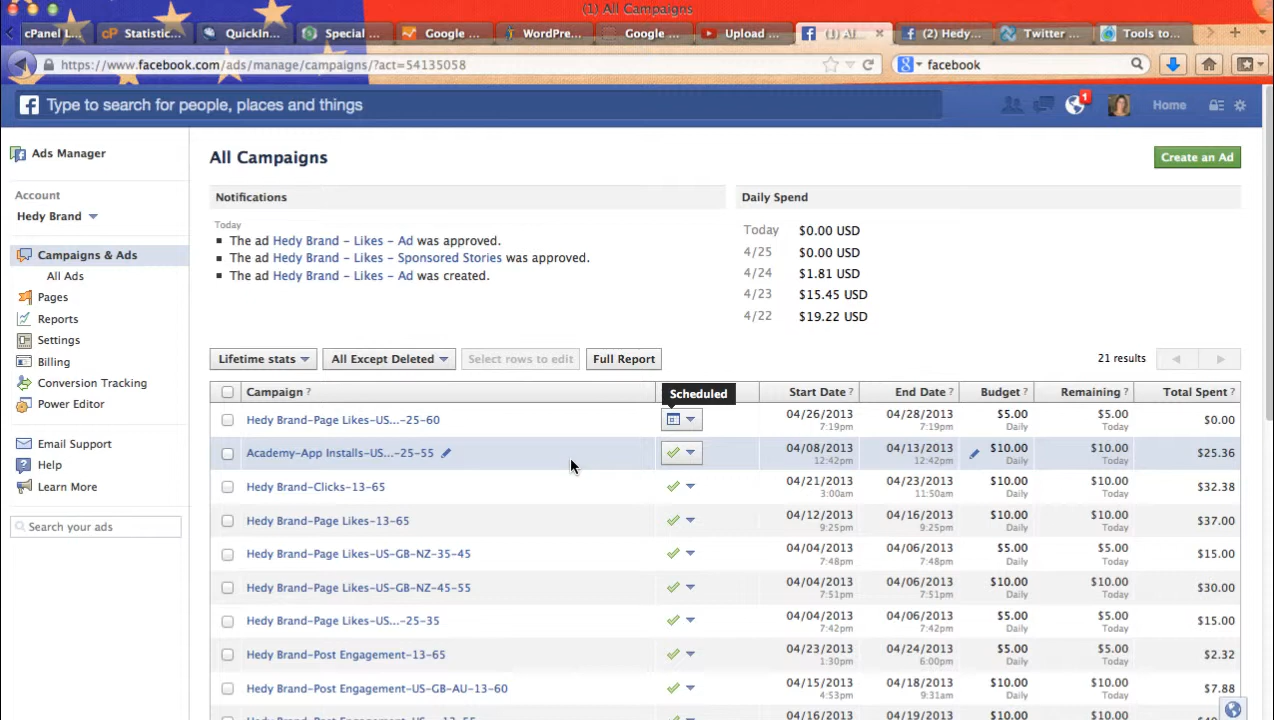 (1) All Campaigns
cPanel L... Statistic... QuickIn... Special ... Google ... WordPre... Google ... Upload ... (1) Al (2) Hedy... Twitter ... Tools to...
https://www.facebook.com/ads/manage/campaigns/?act=54135058 facebook
Type to search for people, places and things 1 Home
Ads Manager
Account
Hedy Brand
Campaigns & Ads
All Ads
Pages
Reports
Settings
Billing
Conversion Tracking
Power Editor
Email Support
Help
Learn More
Search your ads
All Campaigns Create an Ad
Notifications
Today
The ad Hedy Brand - Likes - Ad was approved.
The ad Hedy Brand - Likes - Sponsored Stories was approved.
The ad Hedy Brand - Likes - Ad was created.
Daily Spend
Today $0.00 USD
4/25 $0.00 USD
4/24 $1.81 USD
4/23 $15.45 USD
4/22 $19.22 USD
Lifetime stats All Except Deleted Select rows to edit Full Report 21 results
Campaign? Scheduled Start Date? End Date? Budget? Remaining? Total Spent?
Hedy Brand-Page Likes-US...-25-60 04/26/2013 04/28/2013 $5.00 $5.00 $0.00
7:19pm 7:19pm Daily Today
Academy-App Installs-US...-25-55 04/08/2013 04/13/2013 $10.00 $10.00 $25.36
12:42pm 12:42pm Daily Today
Hedy Brand-Clicks-13-65 04/21/2013 04/23/2013 $10.00 $10.00 $32.38
3:00am 11:50am Daily Today
Hedy Brand-Page Likes-13-65 04/12/2013 04/16/2013 $10.00 $10.00 $37.00
9:25pm 9:25pm Daily Today
Hedy Brand-Page Likes-US-GB-NZ-35-45 04/04/2013 04/06/2013 $5.00 $5.00 $15.00
7:48pm 7:48pm Daily Today
Hedy Brand-Page Likes-US-GB-NZ-45-55 04/04/2013 04/06/2013 $10.00 $10.00 $30.00
7:51pm 7:51pm Daily Today
Hedy Brand-Page Likes-US...-25-35 04/04/2013 04/06/2013 $5.00 $5.00 $15.00
7:42pm 7:42pm Daily Today
Hedy Brand-Post Engagement-13-65 04/23/2013 04/24/2013 $5.00 $5.00 $2.32
1:30pm 6:00pm Daily Today
Hedy Brand-Post Engagement-US-GB-AU-13-60 04/15/2013 04/18/2013 $10.00 $10.00 $7.88
4:53pm 9:31am Daily Today
04/16/2013 04/19/2013 $10.00 $10.00